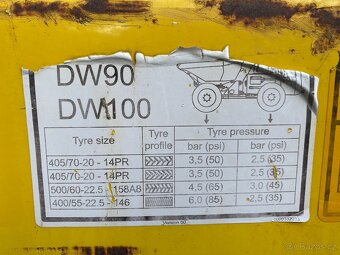 DW90
DW100
Tyre size Tyre profile Tyre pressure
bar (psi) bar (psi)
405/70-20 - 14PR 3,5 (50) 2,5 (35)
405/70-20 - 14PR 3,5 (50) 2,5 (35)
500/60-22.5 - 158A8 4,5 (65) 3,0 (45)
400/55-22.5 - 146 6,0 (85) 2,5 (35)
Version 00